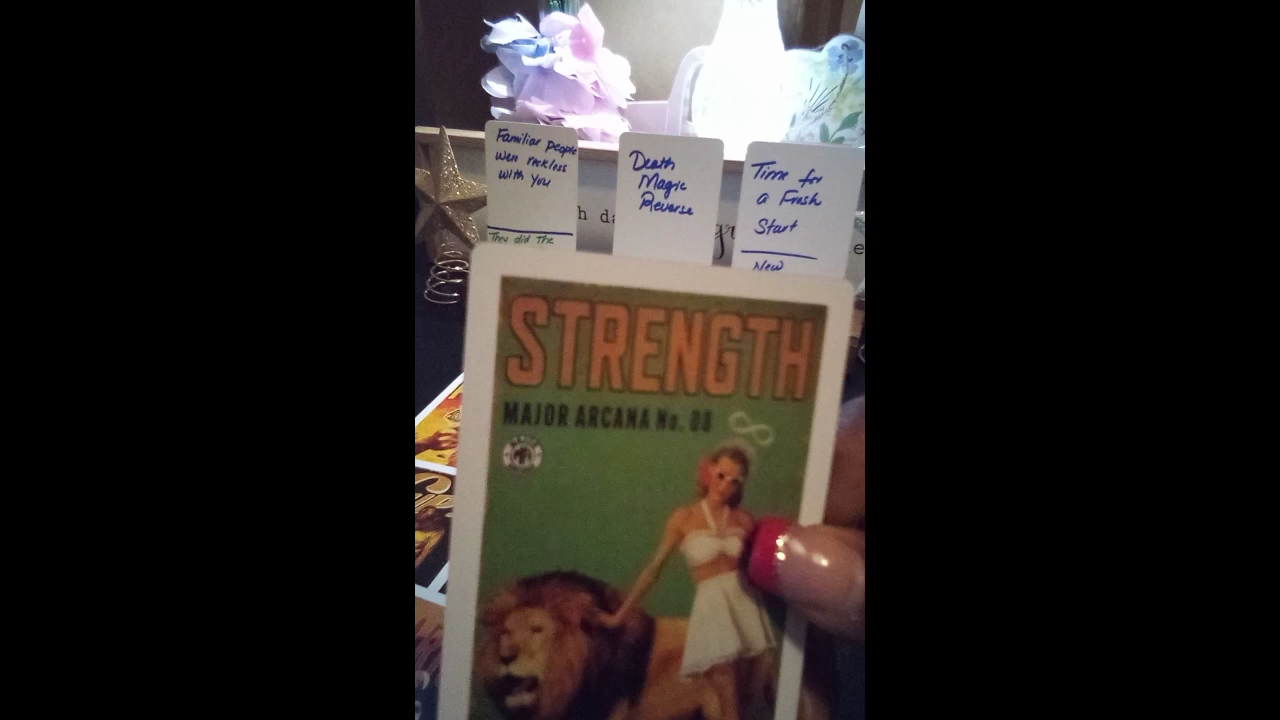 Familiar people
were reckless
with you
They did the
Death
Magic
Reverse
Time for
a Fresh
Start
New
h da
STRENGTH
MAJOR ARCANA No. 08